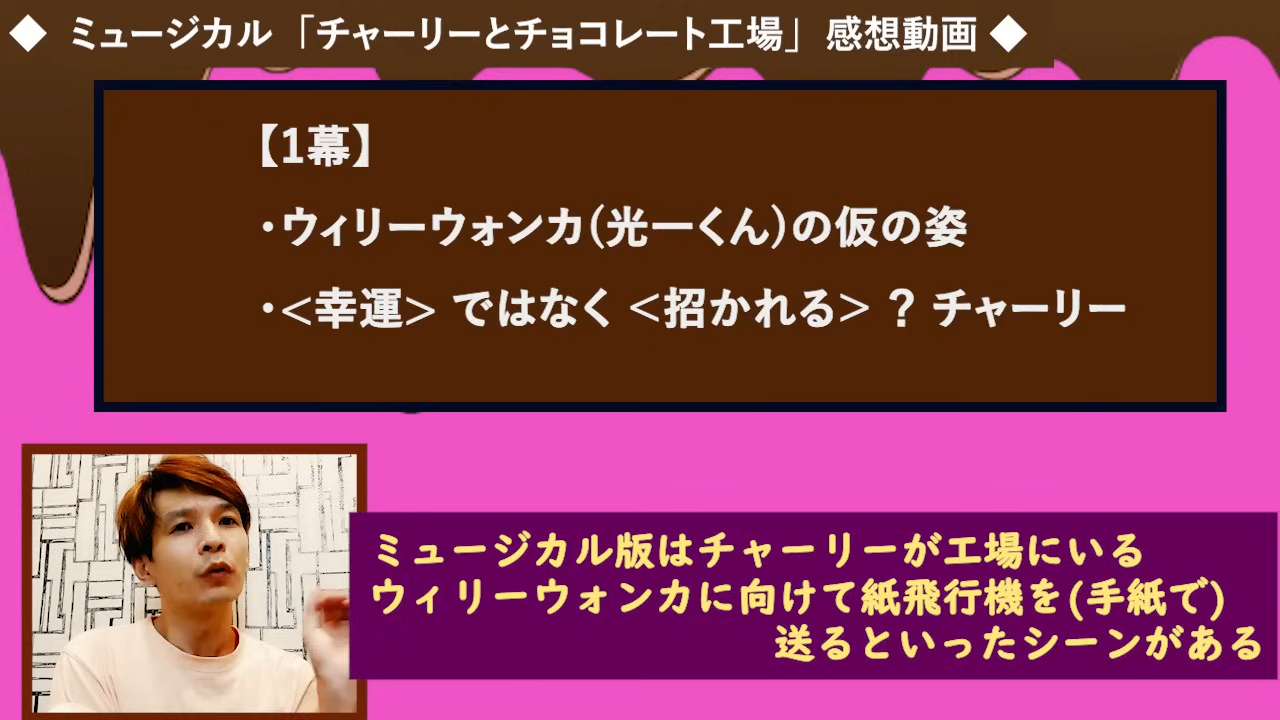 ◆ ミュージカル「チャーリーとチョコレート工場」感想動画 ◆
【1幕】
・ウィリーウォンカ(光一くん)の仮の姿
・<幸運> ではなく <招かれる> ? チャーリー
ミュージカル版はチャーリーが工場にいる
ウィリーウォンカに向けて紙飛行機を(手紙で)
送るといったシーンがある